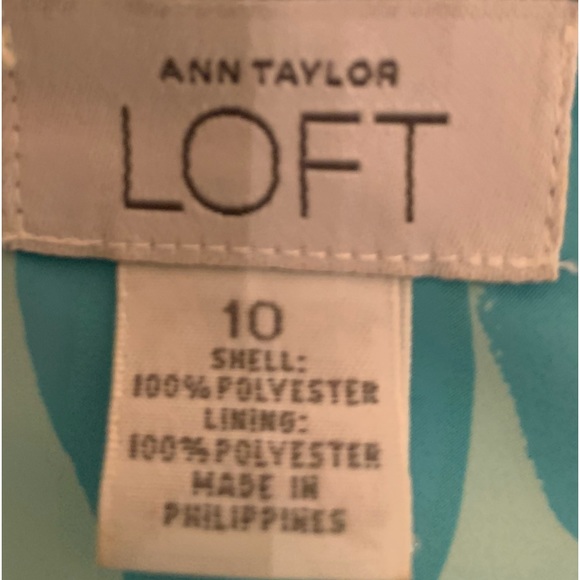 ANN TAYLOR
LOFT
10
SHELL:
100% POLYESTER
LINING:
100% POLYESTER
MADE IN
PHILIPPINES